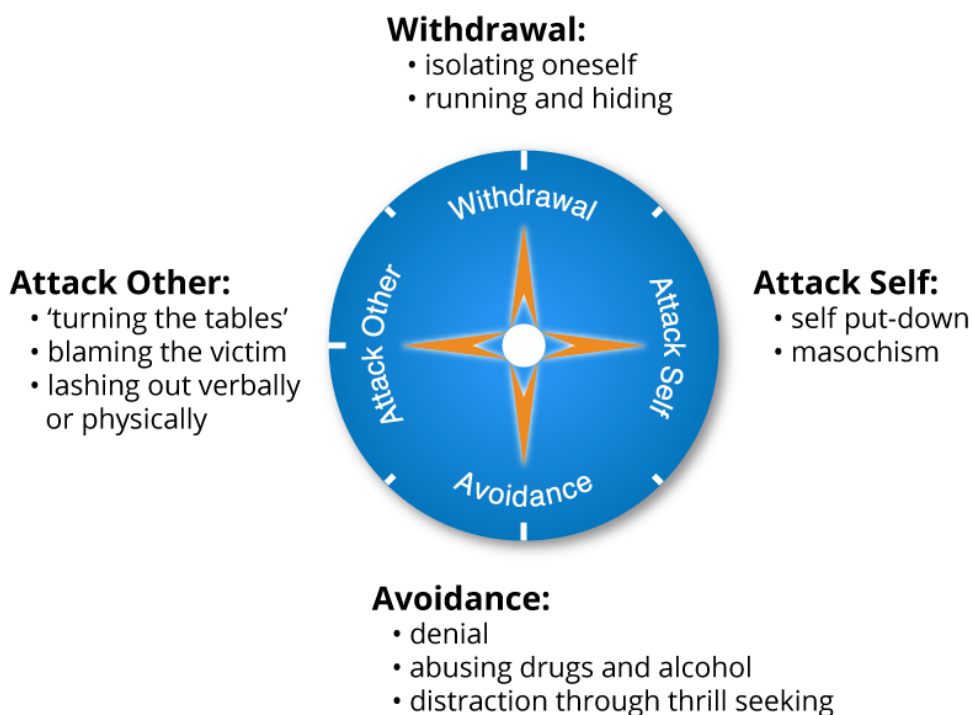 Withdrawal:
• isolating oneself
• running and hiding
Withdrawal
Attack Other:
• ‘turning the tables’
• blaming the victim
• lashing out verbally
or physically
Attack Other
Attack Self
Attack Self:
• self put-down
• masochism
Avoidance
Avoidance:
• denial
• abusing drugs and alcohol
• distraction through thrill seeking